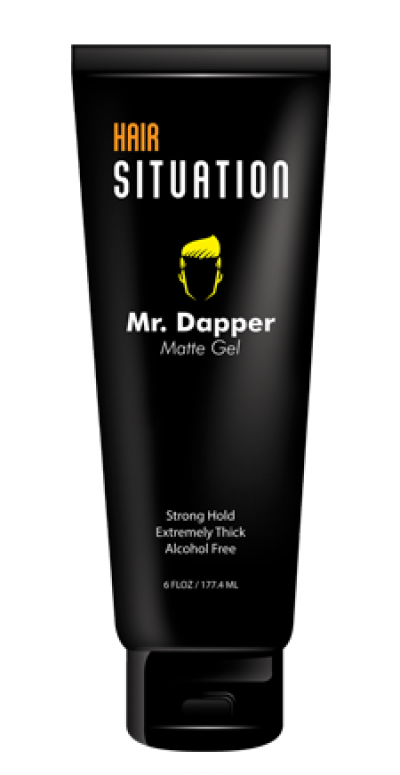 HAIR
SITUATION
Mr. Dapper
Matte Gel
Strong Hold
Extremely Thick
Alcohol Free
6 FLOZ / 177.4 ML